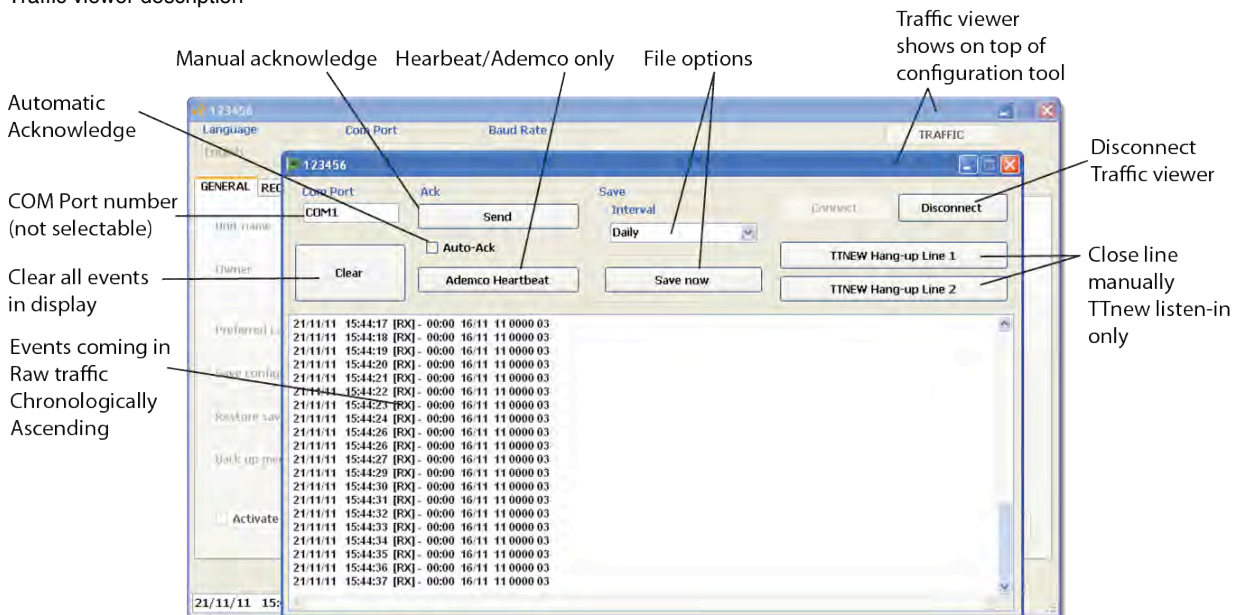 Traffic viewer description
Traffic viewer
shows on top of
configuration tool
Manual acknowledge
Hearbeat/Ademco only
File options
Automatic
Acknowledge
COM Port number
(not selectable)
Clear all events
in display
Events coming in
Raw traffic
Chronologically
Ascending
Disconnect
Traffic viewer
Close line
manually
TTnew listen-in
only
123456
Language
Com Port
Baud Rate
TRAFFIC
English
GENERAL
REC
Unit name
Owner
Preferred
Save config
Restore sav
Back up
Activate
21/11/11 15:
123456
Com Port
COM1
Clear
Ack
Send
Auto-Ack
Ademco Heartbeat
Save
Interval
Daily
Save now
Connect
Disconnect
TTNEW Hang-up Line 1
TTNEW Hang-up Line 2
21/11/11 15:44:17 [RX] - 00:00 16/11 11 0000 03
21/11/11 15:44:18 [RX] - 00:00 16/11 11 0000 03
21/11/11 15:44:19 [RX] - 00:00 16/11 11 0000 03
21/11/11 15:44:20 [RX] - 00:00 16/11 11 0000 03
21/11/11 15:44:21 [RX] - 00:00 16/11 11 0000 03
21/11/11 15:44:22 [RX] - 00:00 16/11 11 0000 03
21/11/11 15:44:23 [RX] - 00:00 16/11 11 0000 03
21/11/11 15:44:24 [RX] - 00:00 16/11 11 0000 03
21/11/11 15:44:26 [RX] - 00:00 16/11 11 0000 03
21/11/11 15:44:26 [RX] - 00:00 16/11 11 0000 03
21/11/11 15:44:27 [RX] - 00:00 16/11 11 0000 03
21/11/11 15:44:29 [RX] - 00:00 16/11 11 0000 03
21/11/11 15:44:30 [RX] - 00:00 16/11 11 0000 03
21/11/11 15:44:31 [RX] - 00:00 16/11 11 0000 03
21/11/11 15:44:32 [RX] - 00:00 16/11 11 0000 03
21/11/11 15:44:33 [RX] - 00:00 16/11 11 0000 03
21/11/11 15:44:34 [RX] - 00:00 16/11 11 0000 03
21/11/11 15:44:35 [RX] - 00:00 16/11 11 0000 03
21/11/11 15:44:36 [RX] - 00:00 16/11 11 0000 03
21/11/11 15:44:37 [RX] - 00:00 16/11 11 0000 03